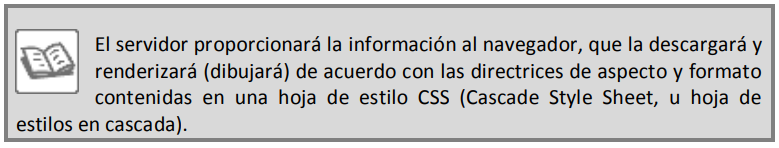 El servidor proporcionará la información al navegador, que la descargará y
renderizará (dibujará) de acuerdo con las directrices de aspecto y formato
contenidas en una hoja de estilo CSS (Cascade Style Sheet, u hoja de
estilos en cascada).